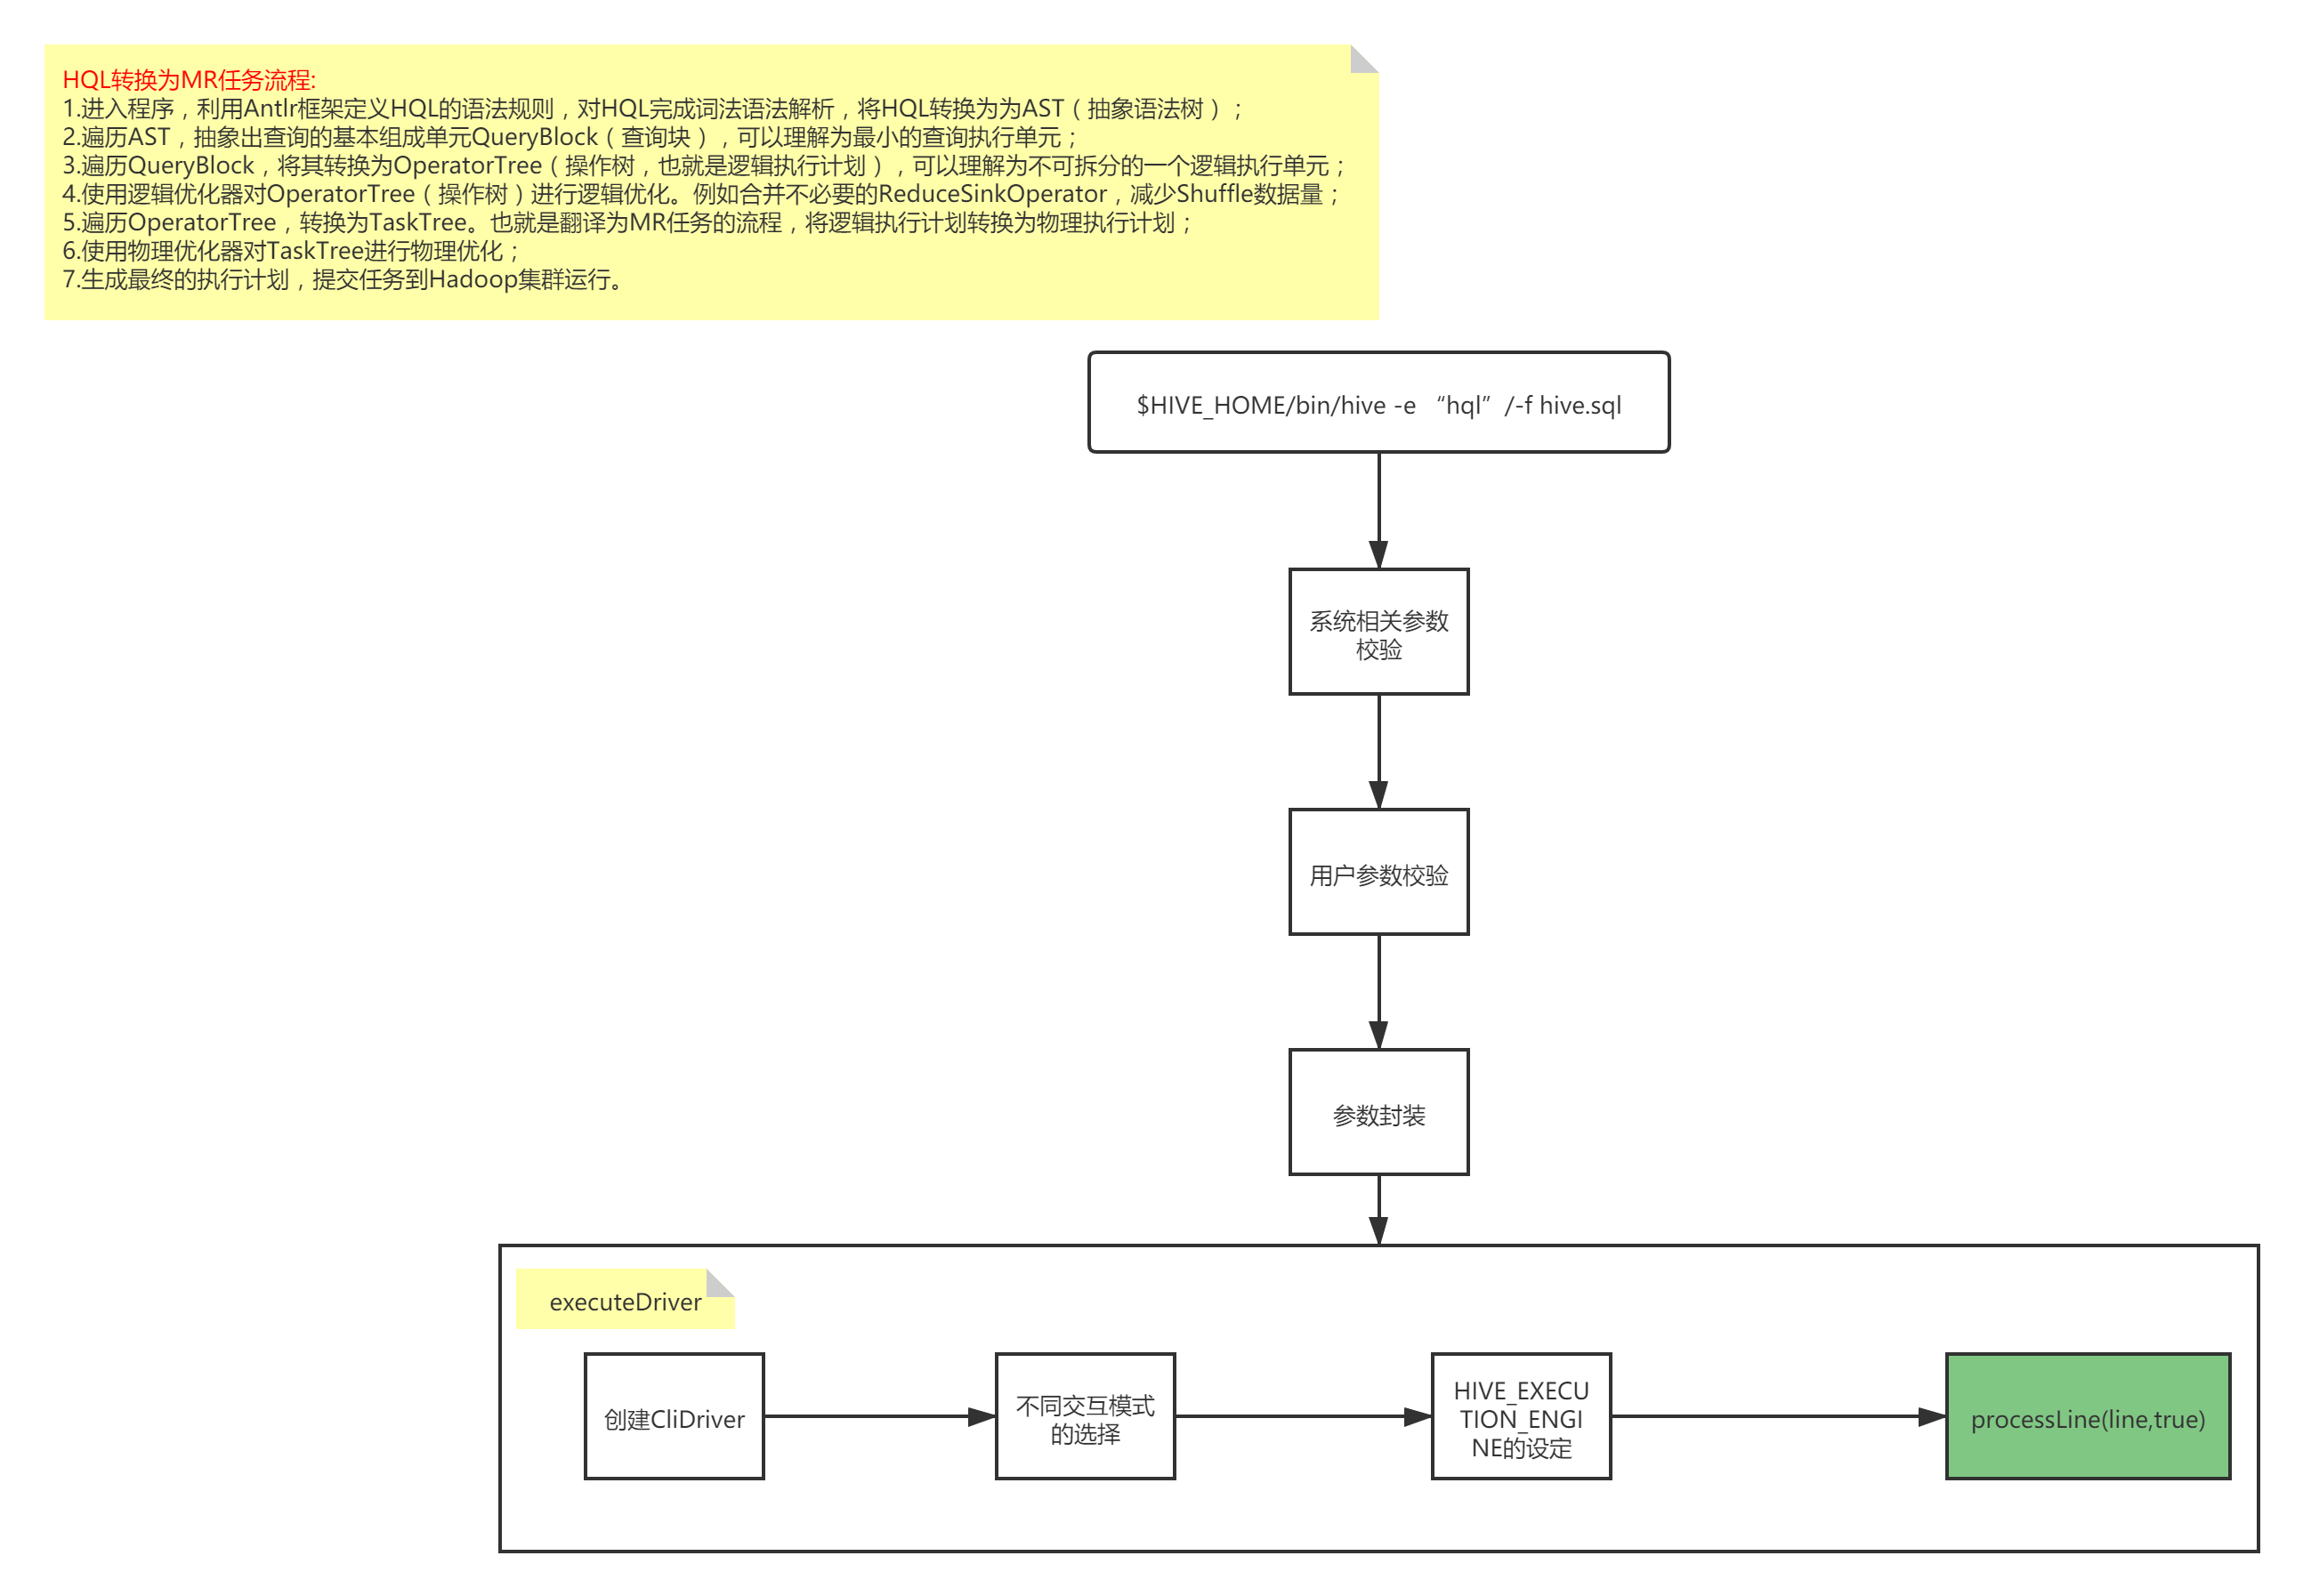 HQL转换为MR任务流程:
1.进入程序，利用Antlr框架定义HQL的语法规则，对HQL完成词法语法解析，将HQL转换为为AST（抽象语法树）；
2.遍历AST，抽象出查询的基本组成单元QueryBlock（查询块），可以理解为最小的查询执行单元；
3.遍历QueryBlock，将其转换为OperatorTree（操作树，也就是逻辑执行计划），可以理解为不可拆分的一个逻辑执行单元；
4.使用逻辑优化器对OperatorTree（操作树）进行逻辑优化。例如合并不必要的ReduceSinkOperator，减少Shuffle数据量；
5.遍历OperatorTree，转换为TaskTree。也就是翻译为MR任务的流程，将逻辑执行计划转换为物理执行计划；
6.使用物理优化器对TaskTree进行物理优化；
7.生成最终的执行计划，提交任务到Hadoop集群运行。
$HIVE_HOME/bin/hive -e “hql” /-f hive.sql
系统相关参数
校验
用户参数校验
参数封装
executeDriver
创建CliDriver
不同交互模式
的选择
HIVE_EXECU
TION_ENGI
NE的设定
processLine(line,true)